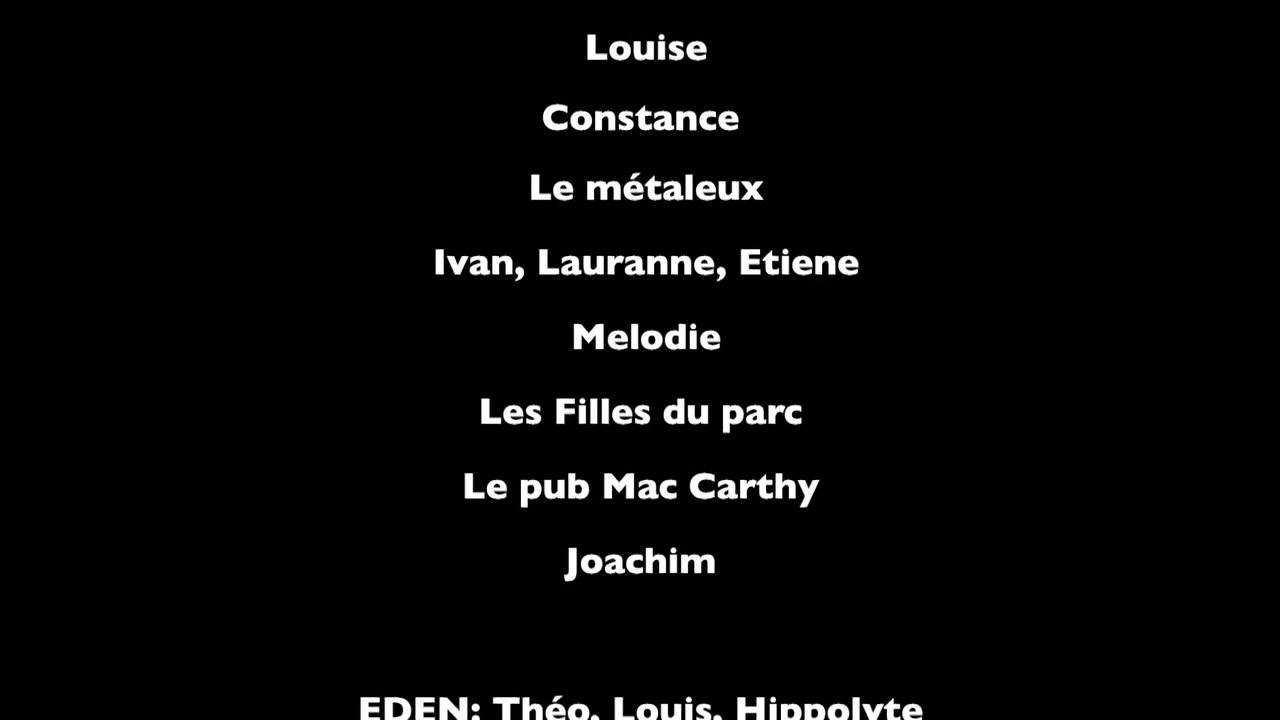 Louise
Constance
Le métaleux
Ivan, Lauranne, Etiene
Melodie
Les Filles du parc
Le pub Mac Carthy
Joachim
EDEN: Théo, Louis, Hippolyte